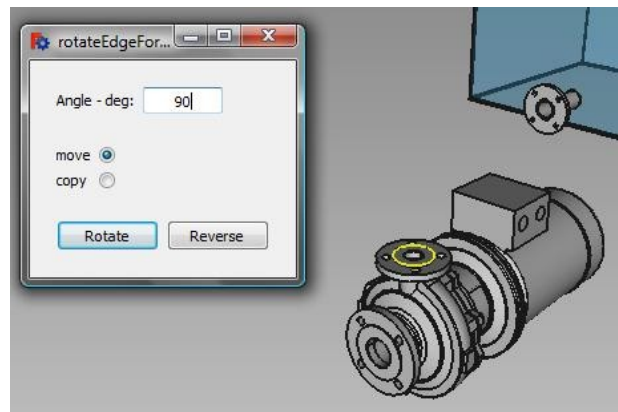 rotateEdgeFor...
Angle - deg: 90
move
copy
Rotate Reverse